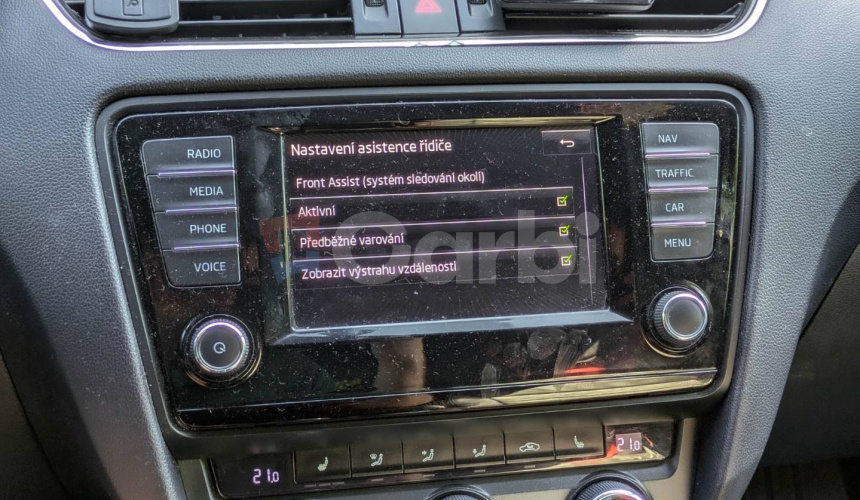 RADIO
MEDIA
PHONE
VOICE
Nastavení asistence řidiče
Front Assist (systém sledování okolí)
Aktivní
Předběžné varování
Zobrazit výstrahu vzdálenosti
NAV
TRAFFIC
CAR
MENU
Carbi
21.0
21.0